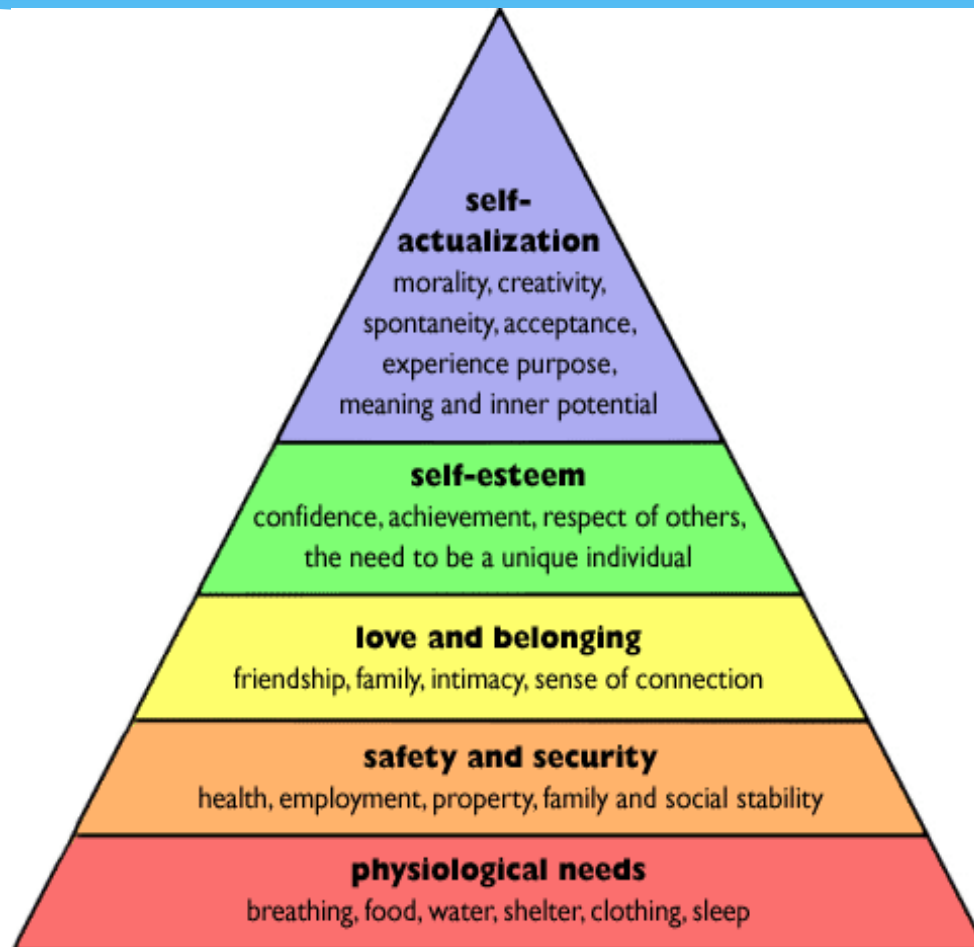 self-
actualization
morality, creativity,
spontaneity, acceptance,
experience purpose,
meaning and inner potential
self-esteem
confidence, achievement, respect of others,
the need to be a unique individual
love and belonging
friendship, family, intimacy, sense of connection
safety and security
health, employment, property, family and social stability
physiological needs
breathing, food, water, shelter, clothing, sleep